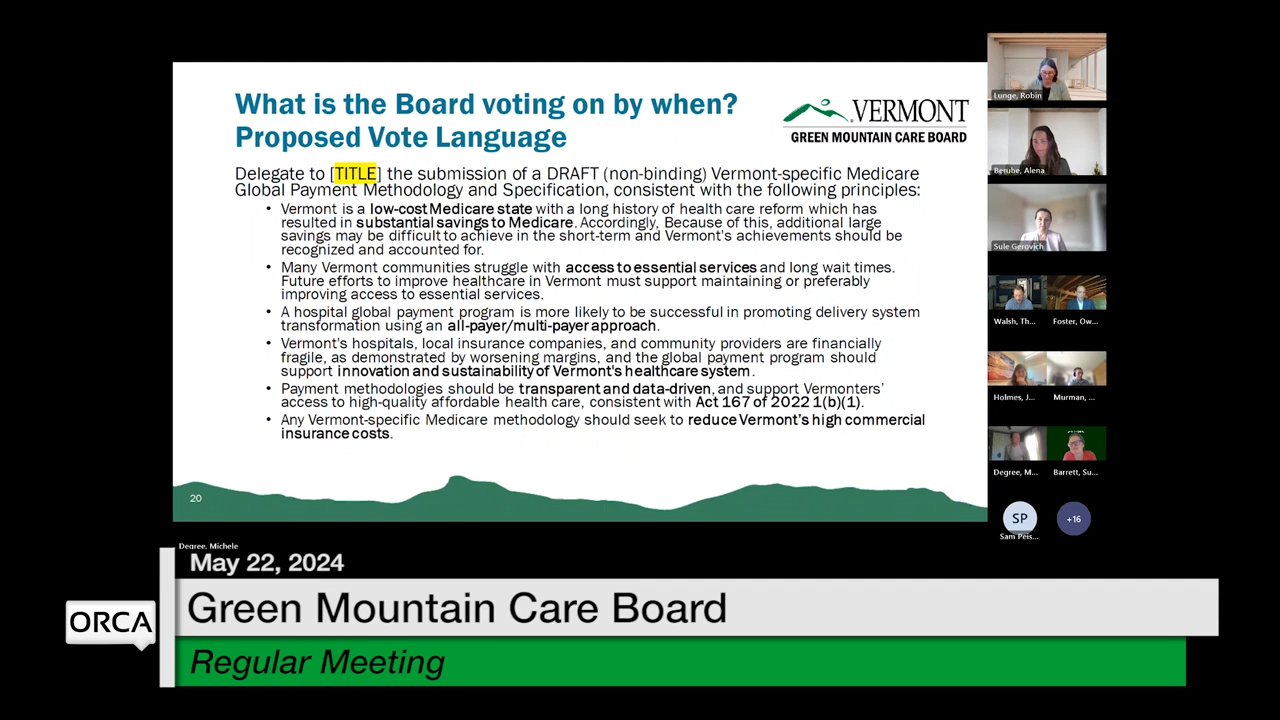 What is the Board voting on by when?
Proposed Vote Language
VERMONT
GREEN MOUNTAIN CARE BOARD
Delegate to [TITLE] the submission of a DRAFT (non-binding) Vermont-specific Medicare
Global Payment Methodology and Specification, consistent with the following principles:
• Vermont is a low-cost Medicare state with a long history of health care reform which has
resulted in substantial savings to Medicare. Accordingly, Because of this, additional large
savings may be difficult to achieve in the short-term and Vermont's achievements should be
recognized and accounted for.
• Many Vermont communities struggle with access to essential services and long wait times.
Future efforts to improve healthcare in Vermont must support maintaining or preferably
improving access to essential services.
• A hospital global payment program is more likely to be successful in promoting delivery system
transformation using an all-payer/multi-payer approach.
• Vermont's hospitals, local insurance companies, and community providers are financially
fragile, as demonstrated by worsening margins, and the global payment program should
support innovation and sustainability of Vermont's healthcare system.
• Payment methodologies should be transparent and data-driven, and support Vermonters'
access to high-quality affordable health care, consistent with Act 167 of 2022 1(b)(1).
• Any Vermont-specific Medicare methodology should seek to reduce Vermont's high commercial
insurance costs.
20
Lunge, Robin
Berube, Alena
Sule Gerovich
Walsh, Th...
Foster, Ow...
Holmes, J...
Murman, ...
Degree, M...
Barrett, Su...
SP
+16
Sam Peis...
Degree, Michele
May 22, 2024
ORCA
Green Mountain Care Board
Regular Meeting